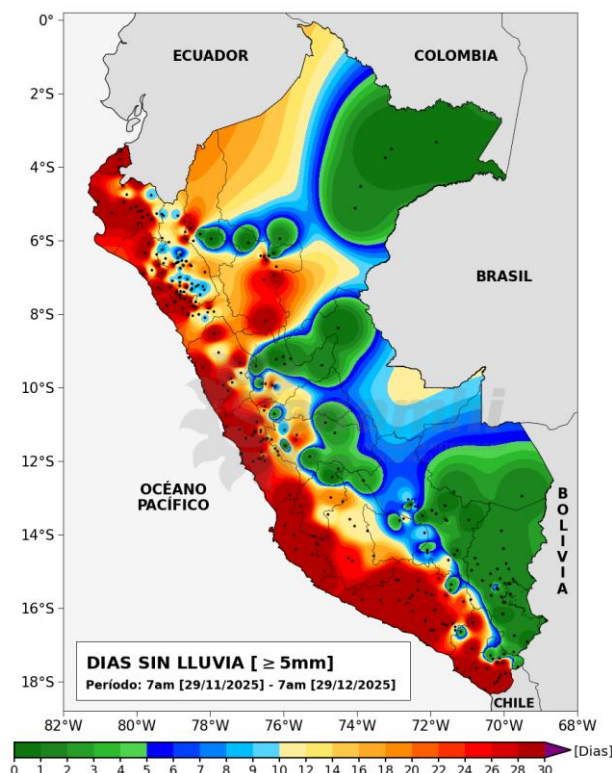 0°
ECUADOR
COLOMBIA
2°S
4°S
6°S
BRASIL
8°S
10°S
senamhi
12°S
OCÉANO
PACÍFICO
BOLIVIA
14°S
16°S
DIAS SIN LLUVIA [ ≥ 5mm]
Período: 7am [29/11/2025] - 7am [29/12/2025]
18°S
CHILE
82°W 80°W 78°W 76°W 74°W 72°W 70°W 68°W
0 1 2 3 4 5 6 7 8 9 10 12 14 16 18 20 22 24 26 28 30 [Dias]